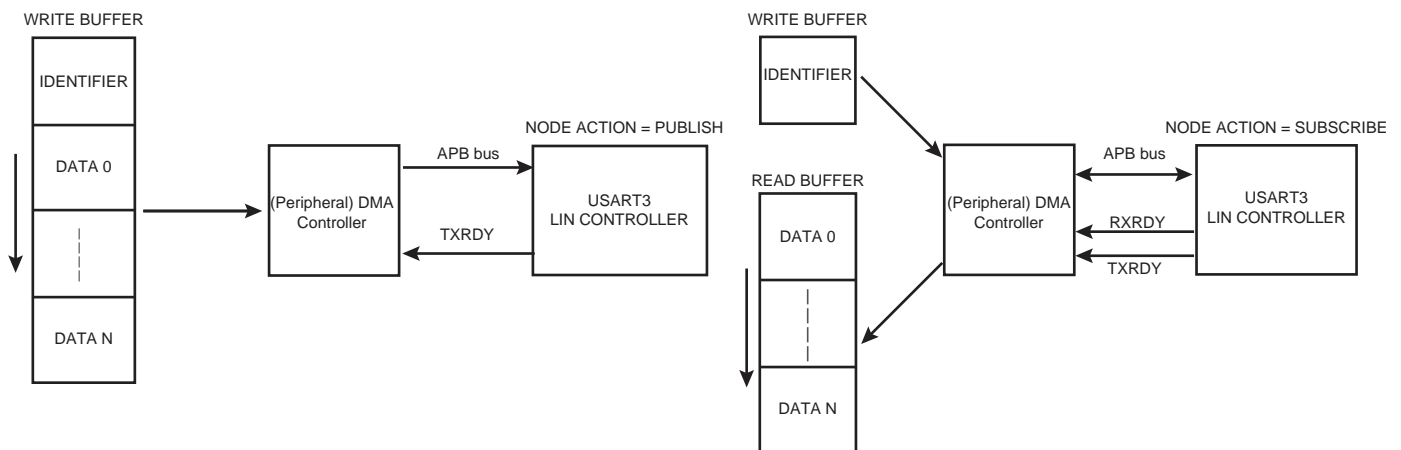 WRITE BUFFER
IDENTIFIER
DATA 0
DATA N
(Peripheral) DMA
Controller
APB bus
TXRDY
NODE ACTION = PUBLISH
USART3
LIN CONTROLLER
WRITE BUFFER
IDENTIFIER
READ BUFFER
DATA 0
DATA N
(Peripheral) DMA
Controller
APB bus
RXRDY
TXRDY
NODE ACTION = SUBSCRIBE
USART3
LIN CONTROLLER